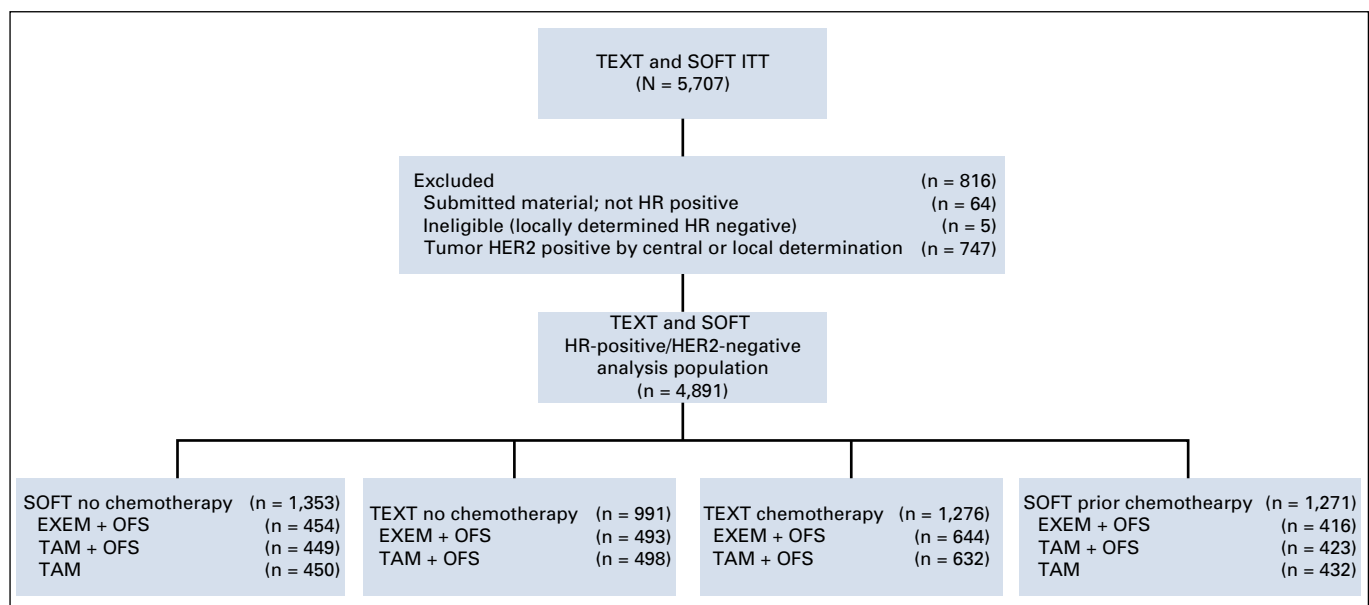 TEXT and SOFT ITT
(N = 5,707)
Excluded (n = 816)
Submitted material; not HR positive (n = 64)
Ineligible (locally determined HR negative) (n = 5)
Tumor HER2 positive by central or local determination (n = 747)
TEXT and SOFT
HR-positive/HER2-negative
analysis population
(n = 4,891)
SOFT no chemotherapy (n = 1,353)
EXEM + OFS (n = 454)
TAM + OFS (n = 449)
TAM (n = 450)
TEXT no chemotherapy (n = 991)
EXEM + OFS (n = 493)
TAM + OFS (n = 498)
TEXT chemotherapy (n = 1,276)
EXEM + OFS (n = 644)
TAM + OFS (n = 632)
SOFT prior chemothearpy (n = 1,271)
EXEM + OFS (n = 416)
TAM + OFS (n = 423)
TAM (n = 432)